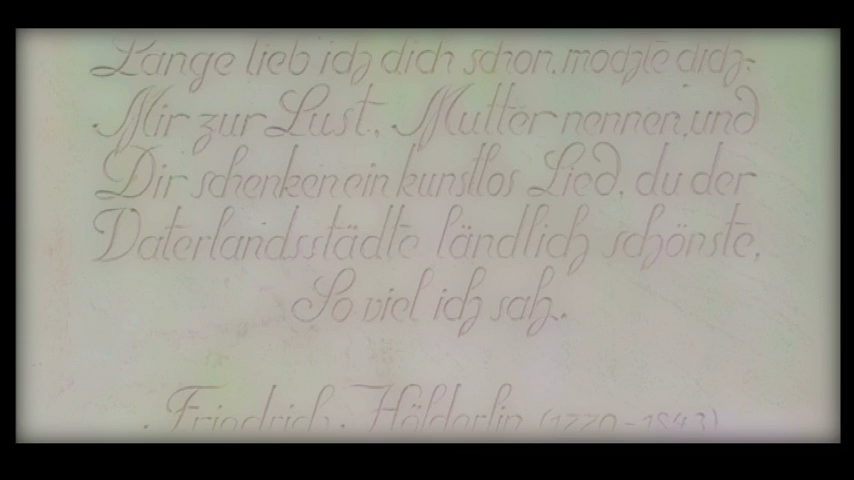 Lange lieb ich dich schon, möchte dich,
Mir zur Lust, Mutter nennen, und
Dir schenken ein kunstlos Lied, du der
Vaterlandsstädte ländlich schönste,
So viel ich sah.
Friedrich Hölderlin (1770-1843)